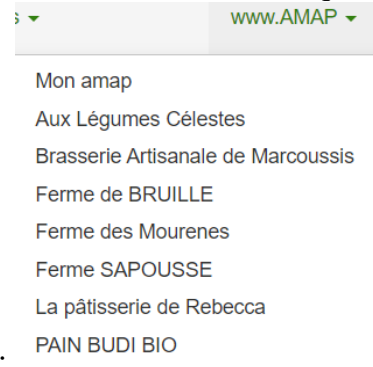 s ▾ www.AMAP ▾
Mon amap
Aux Légumes Célestes
Brasserie Artisanale de Marcoussis
Ferme de BRUILLE
Ferme des Mourenes
Ferme SAPOUSSE
La pâtisserie de Rebecca
. PAIN BUDI BIO